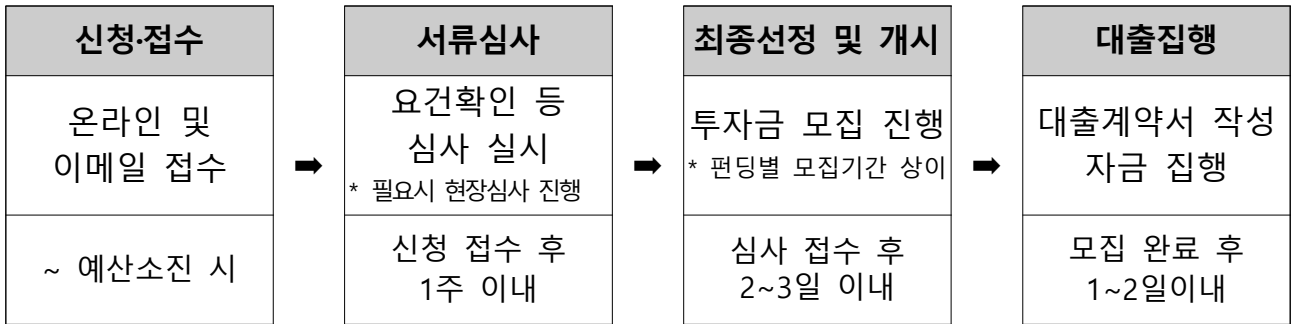 신청·접수
온라인 및
이메일 접수
~ 예산소진 시
➡
서류심사
요건확인 등
심사 실시
* 필요시 현장심사 진행
신청 접수 후
1주 이내
➡
최종선정 및 개시
투자금 모집 진행
* 펀딩별 모집기간 상이
심사 접수 후
2~3일 이내
➡
대출집행
대출계약서 작성
자금 집행
모집 완료 후
1~2일이내